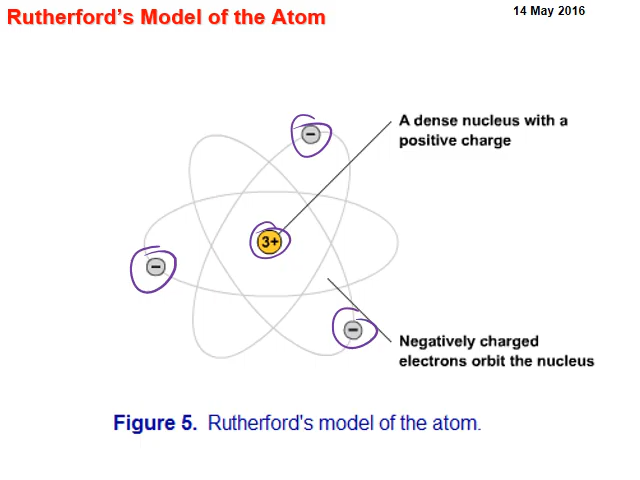 Rutherford's Model of the Atom
14 May 2016
A dense nucleus with a
positive charge
−
3+
−
−
Negatively charged
electrons orbit the nucleus
Figure 5. Rutherford's model of the atom.